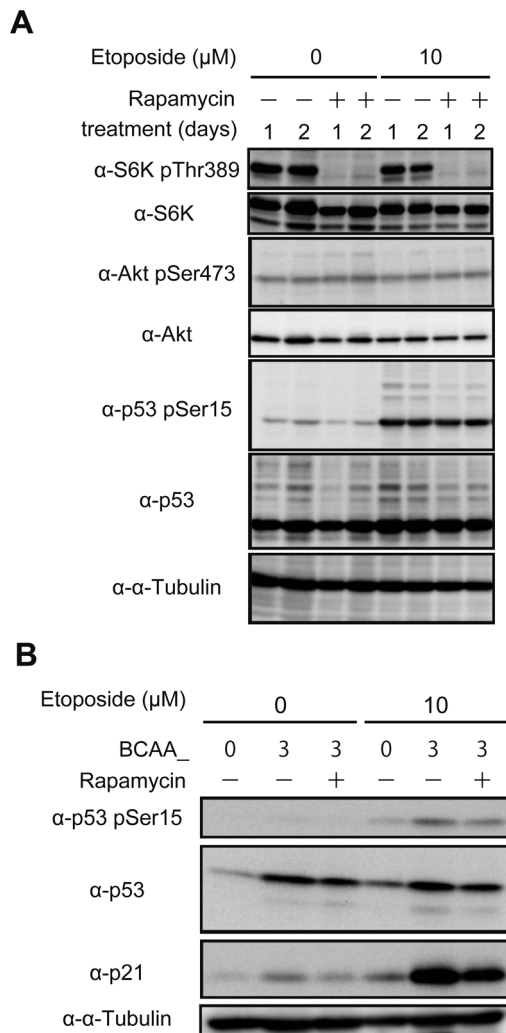 A
Etoposide (μM)
0 10
Rapamycin − − + + − − + +
treatment (days) 1 2 1 2 1 2 1 2
α-S6K pThr389
α-S6K
α-Akt pSer473
α-Akt
α-p53 pSer15
α-p53
α-α-Tubulin
B
Etoposide (μM)
0 10
BCAA_ 0 3 3 0 3 3
Rapamycin − − + − − +
α-p53 pSer15
α-p53
α-p21
α-α-Tubulin